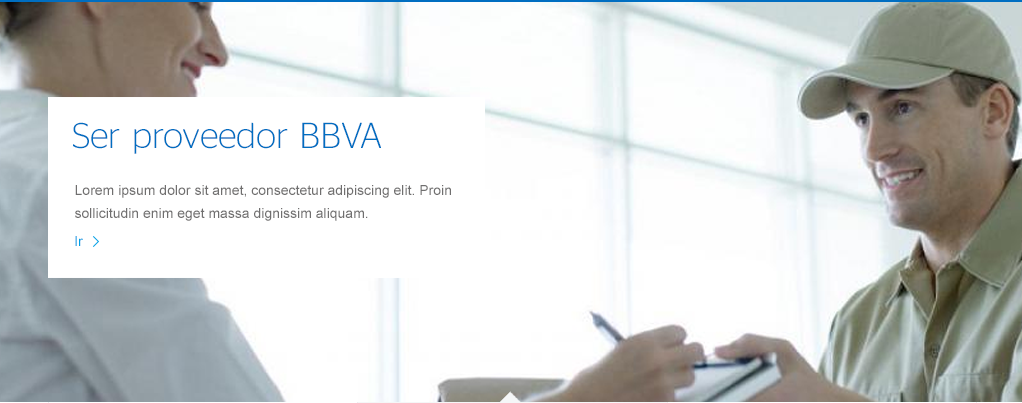 Ser proveedor BBVA
Lorem ipsum dolor sit amet, consectetur adipiscing elit. Proin
sollicitudin enim eget massa dignissim aliquam.
Ir >